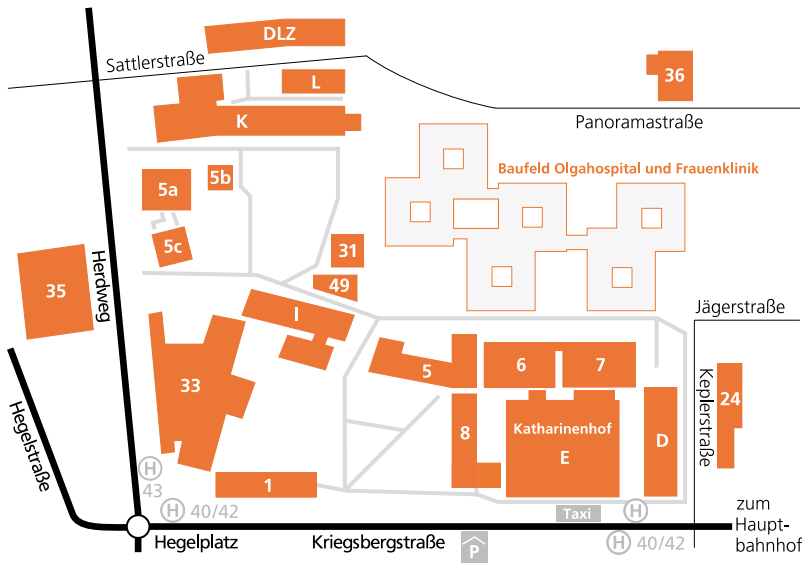 DLZ
Sattlerstraße
L
36
K
Panoramastraße
Baufeld Olgahospital und Frauenklinik
5a
5b
5c
31
Herdweg
35
49
Jägerstraße
I
5
6
7
33
Keplerstraße
24
Hegelstraße
8
Katharinenhof
E
D
H
43
1
H 40/42
Taxi
H
zum
Haupt-
bahnhof
Hegelplatz
Kriegsbergstraße
P
H 40/42